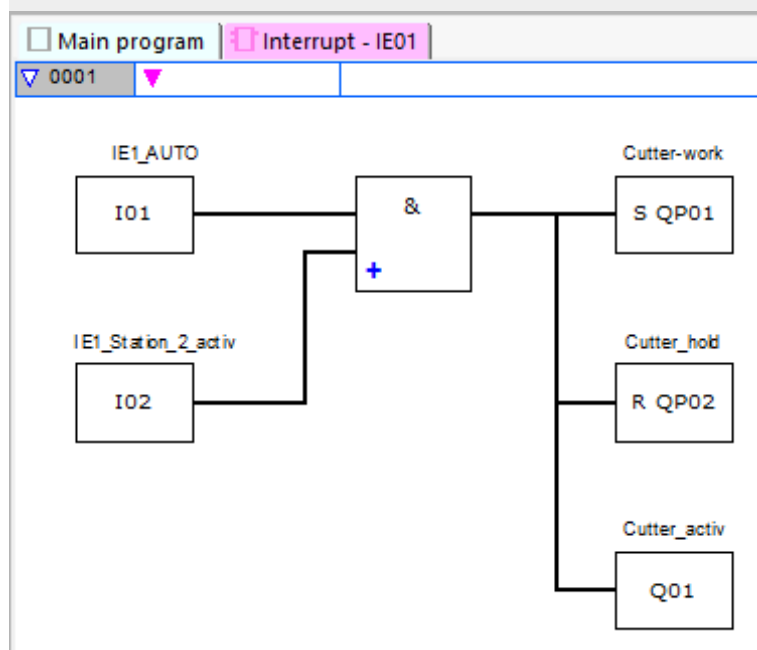 Main program Interrupt - IE01
0001
IE1_AUTO Cutter-work
I01 & S QP01
+
IE1_Station_2_activ Cutter_hold
I02 R QP02
Cutter_activ
Q01